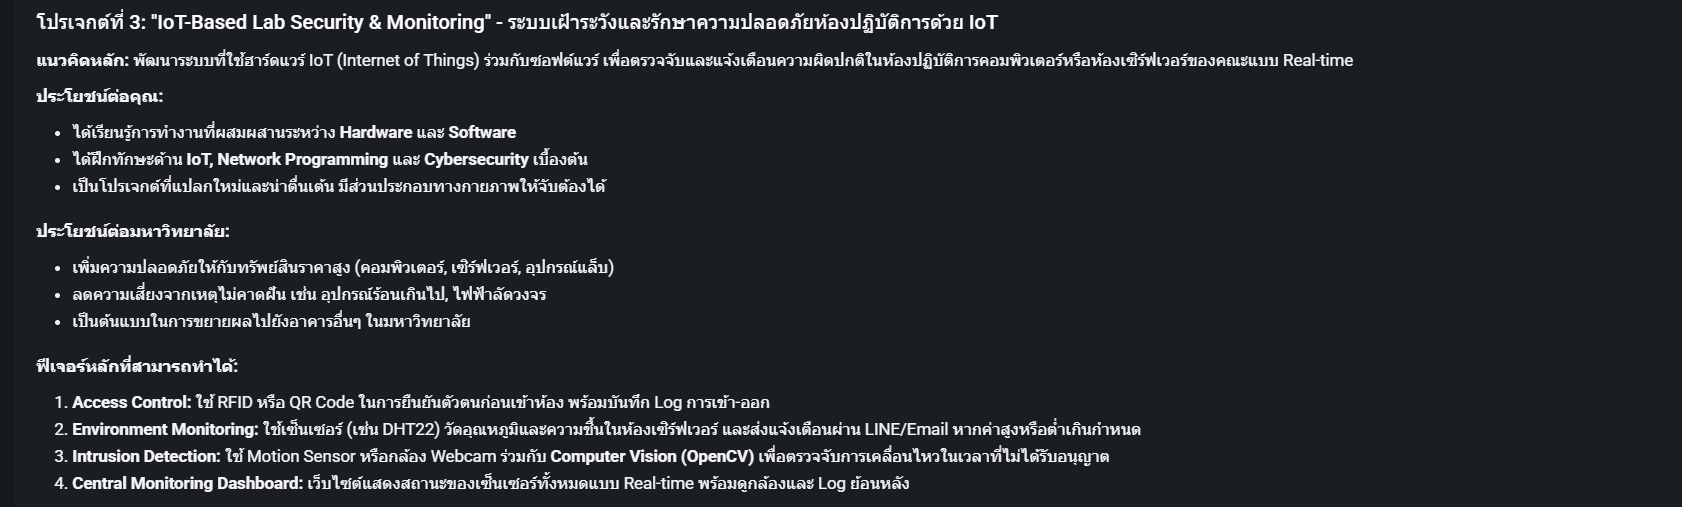 โปรเจกต์ที่ 3: "IoT-Based Lab Security & Monitoring" - ระบบเฝ้าระวังและรักษาความปลอดภัยห้องปฏิบัติการด้วย IoT
แนวคิดหลัก: พัฒนาระบบที่ใช้ฮาร์ดแวร์ IoT (Internet of Things) ร่วมกับซอฟต์แวร์ เพื่อตรวจจับและแจ้งเตือนความผิดปกติในห้องปฏิบัติการคอมพิวเตอร์หรือห้องเซิร์ฟเวอร์ของคณะแบบ Real-time
ประโยชน์ต่อคุณ:
• ได้เรียนรู้การทำงานที่ผสมผสานระหว่าง Hardware และ Software
• ได้ฝึกทักษะด้าน IoT, Network Programming และ Cybersecurity เบื้องต้น
• เป็นโปรเจกต์ที่แปลกใหม่และน่าตื่นเต้น มีส่วนประกอบทางกายภาพให้จับต้องได้
ประโยชน์ต่อมหาวิทยาลัย:
• เพิ่มความปลอดภัยให้กับทรัพย์สินราคาสูง (คอมพิวเตอร์, เซิร์ฟเวอร์, อุปกรณ์แล็บ)
• ลดความเสี่ยงจากเหตุไม่คาดฝัน เช่น อุปกรณ์ร้อนเกินไป, ไฟฟ้าลัดวงจร
• เป็นต้นแบบในการขยายผลไปยังอาคารอื่นๆ ในมหาวิทยาลัย
ฟีเจอร์หลักที่สามารถทำได้:
1. Access Control: ใช้ RFID หรือ QR Code ในการยืนยันตัวตนก่อนเข้าห้อง พร้อมบันทึก Log การเข้า-ออก
2. Environment Monitoring: ใช้เซ็นเซอร์ (เช่น DHT22) วัดอุณหภูมิและความชื้นในห้องเซิร์ฟเวอร์ และส่งแจ้งเตือนผ่าน LINE/Email หากค่าสูงหรือต่ำเกินกำหนด
3. Intrusion Detection: ใช้ Motion Sensor หรือกล้อง Webcam ร่วมกับ Computer Vision (OpenCV) เพื่อตรวจจับการเคลื่อนไหวในเวลาที่ไม่ได้รับอนุญาต
4. Central Monitoring Dashboard: เว็บไซต์แสดงสถานะของเซ็นเซอร์ทั้งหมดแบบ Real-time พร้อมดูกล้องและ Log ย้อนหลัง